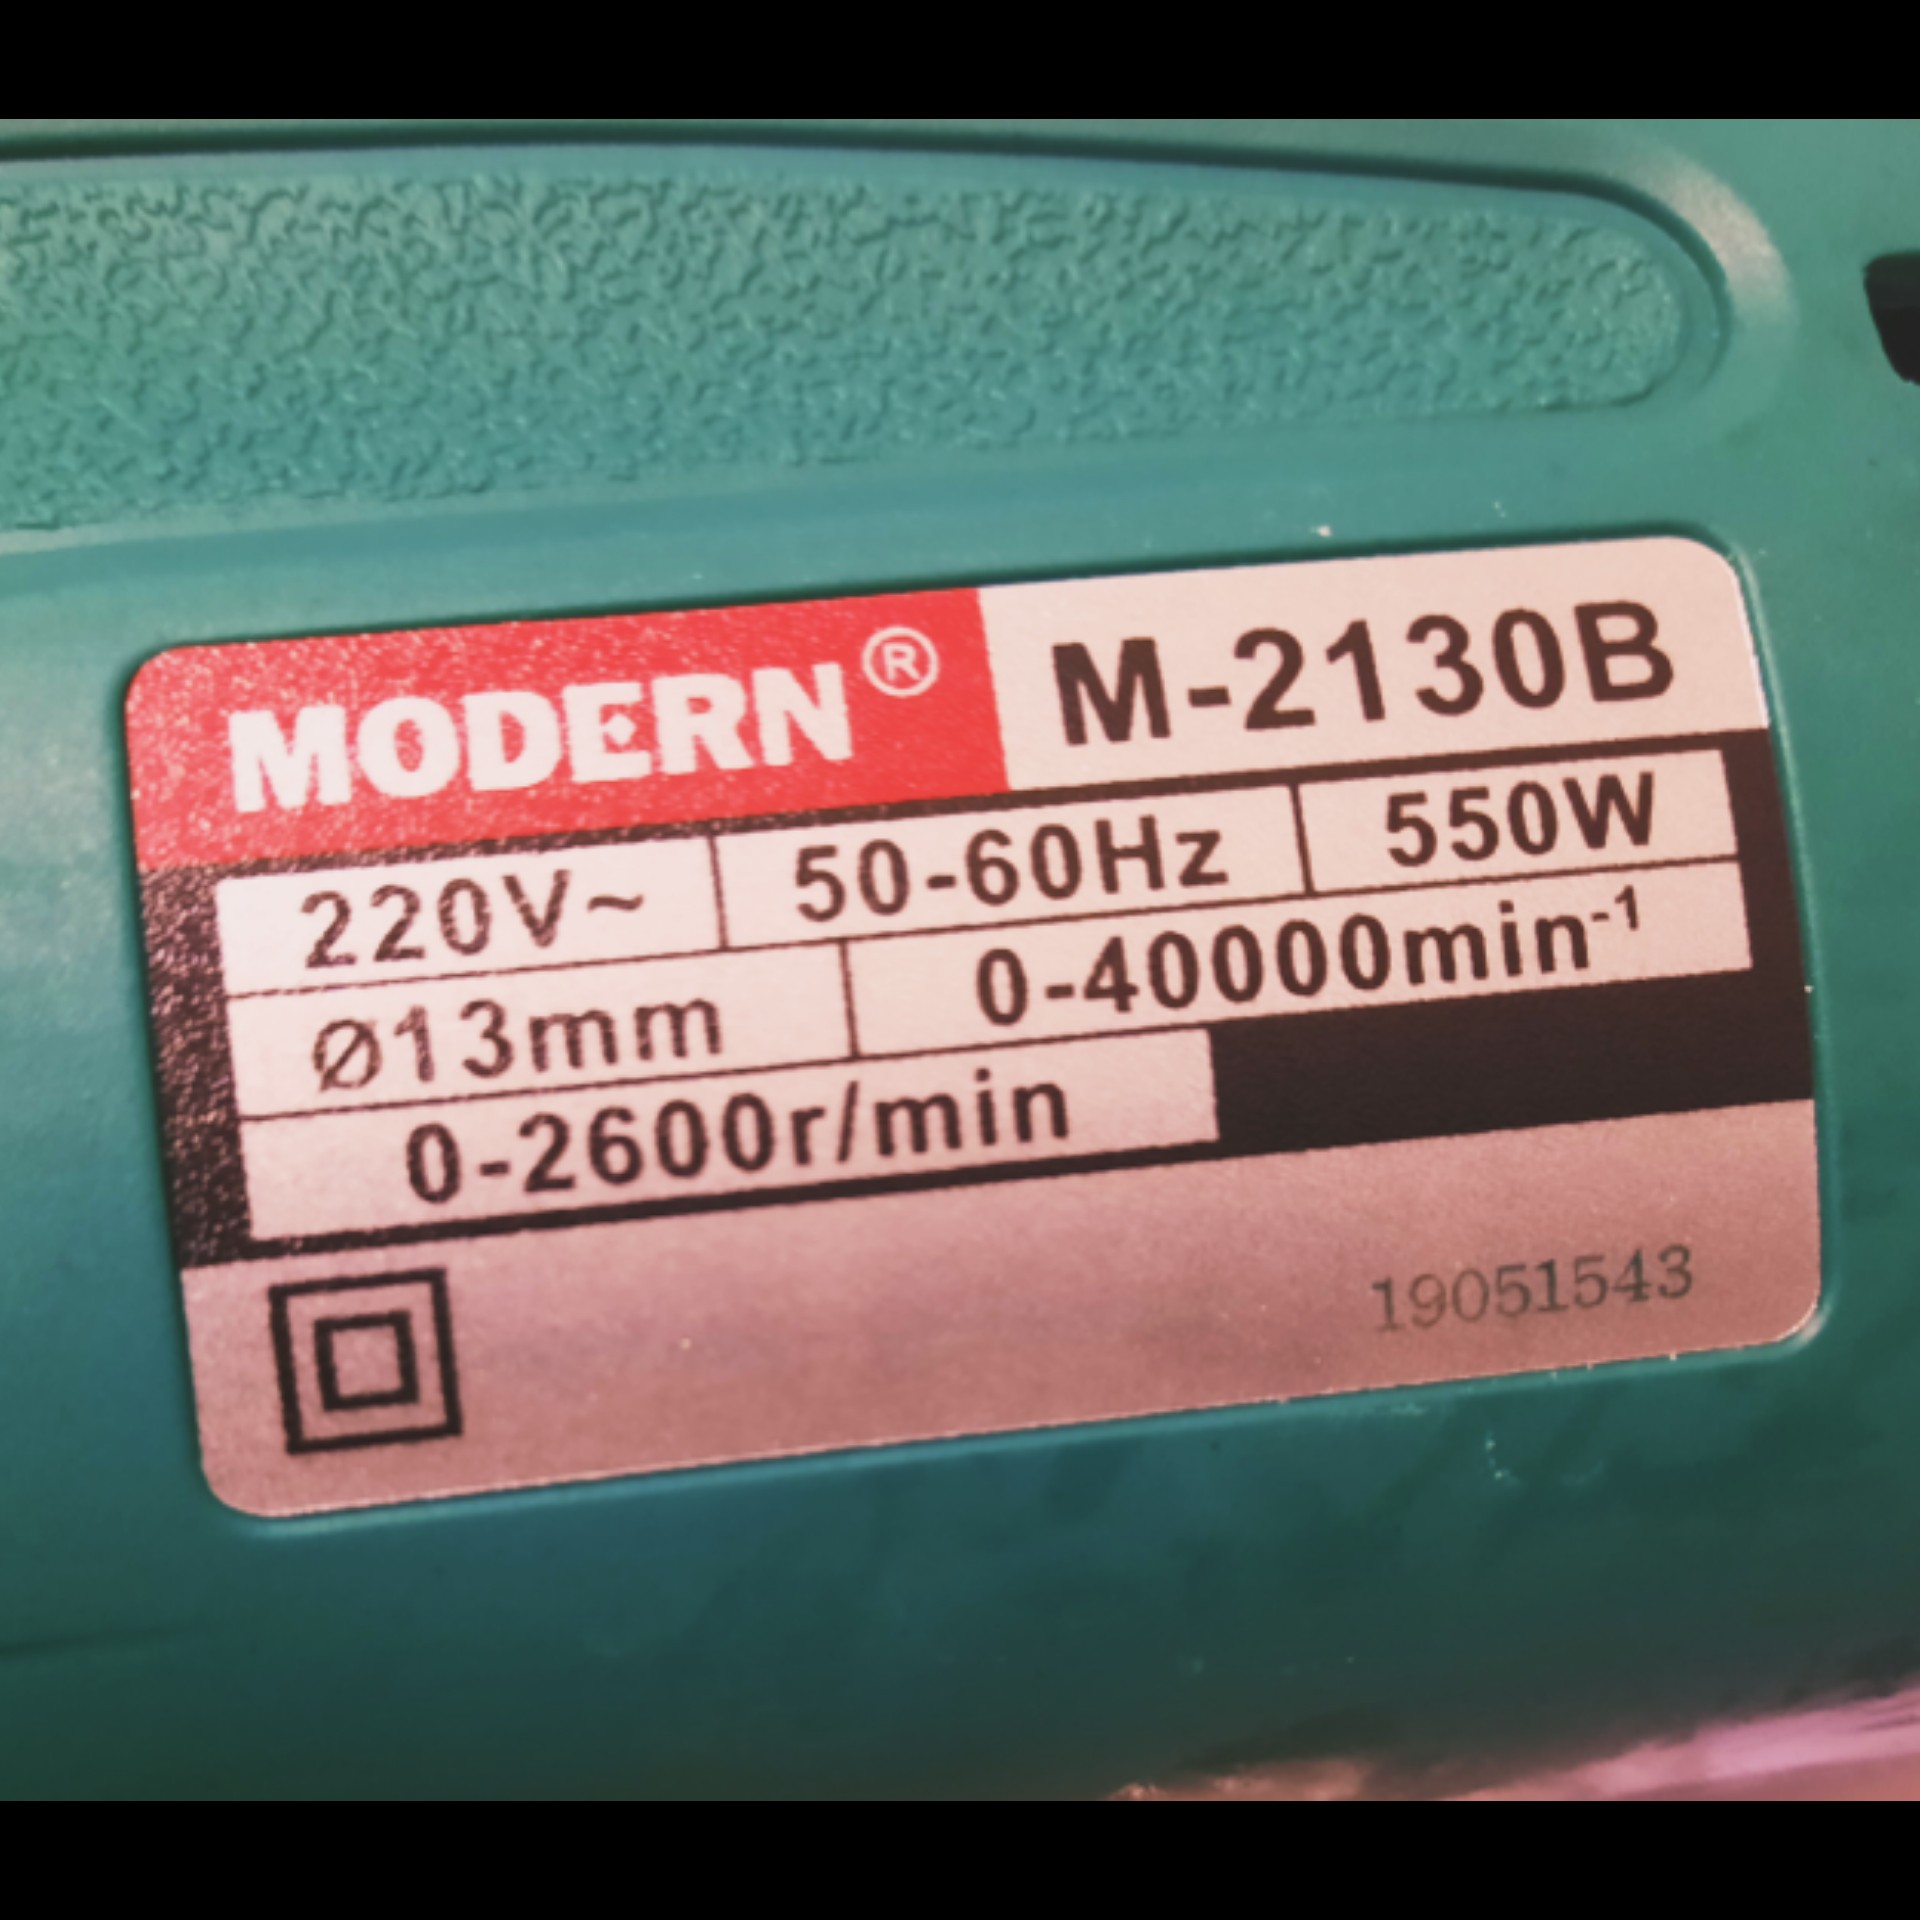 MODERN® M-2130B
220V~ 50-60Hz 550W
Ø13mm 0-40000min⁻¹
0-2600r/min
19051543